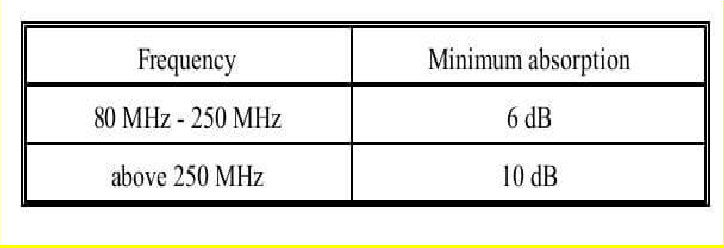 Frequency Minimum absorption
80 MHz - 250 MHz 6 dB
above 250 MHz 10 dB